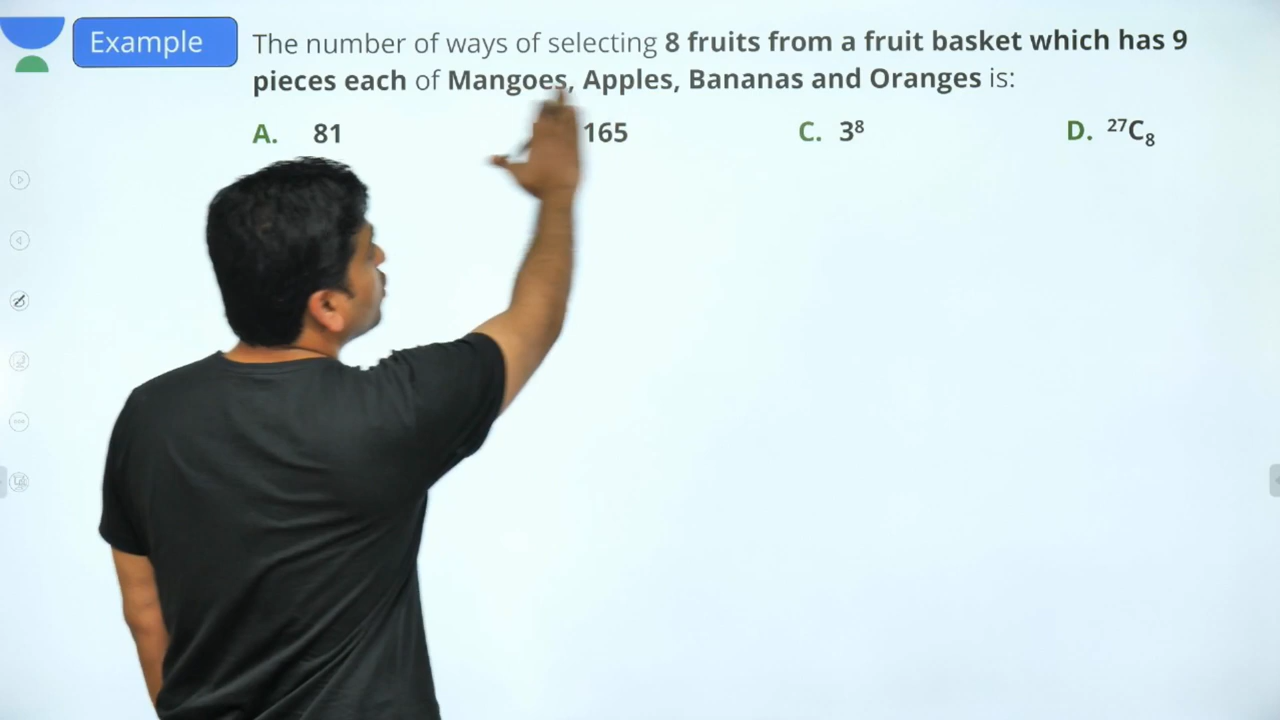 Example
The number of ways of selecting 8 fruits from a fruit basket which has 9
pieces each of Mangoes, Apples, Bananas and Oranges is:
A. 81 165 C. 3⁸ D. ²⁷C₈